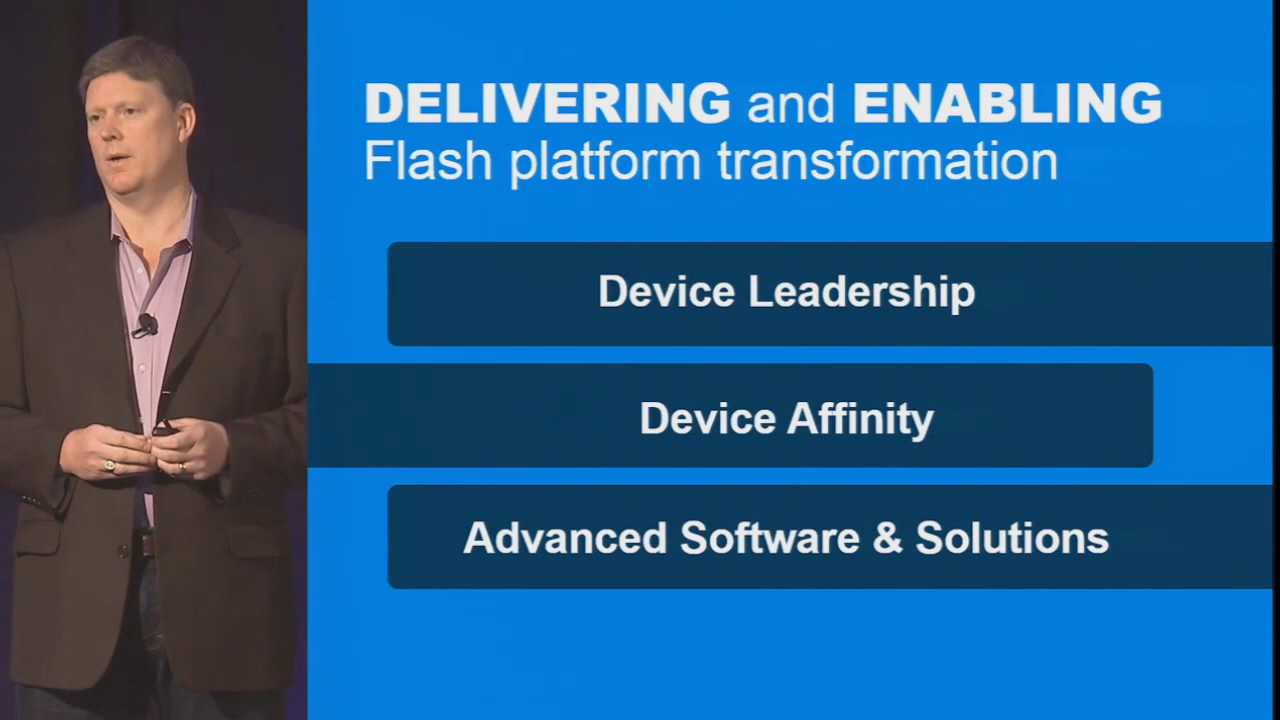 DELIVERING and ENABLING
Flash platform transformation
Device Leadership
Device Affinity
Advanced Software & Solutions